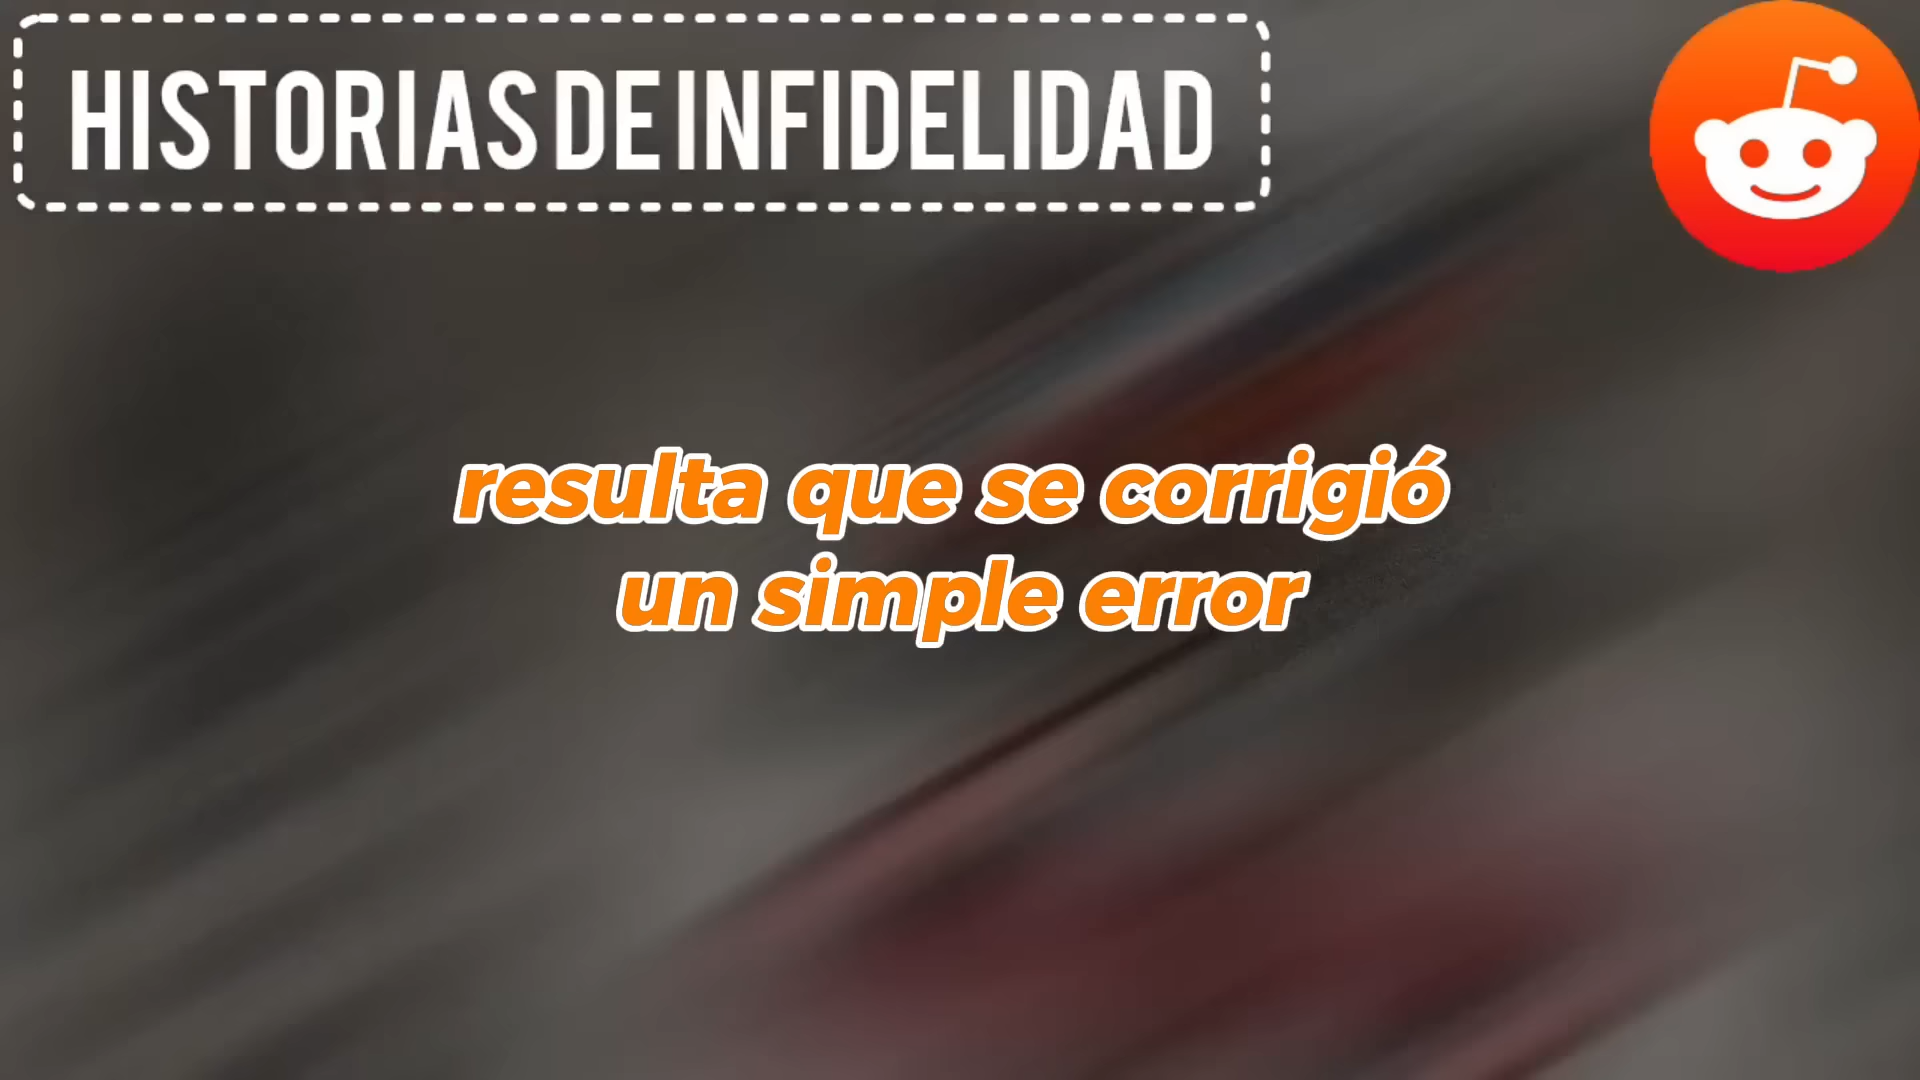 HISTORIAS DE INFIDELIDAD
resulta que se corrigió
un simple error